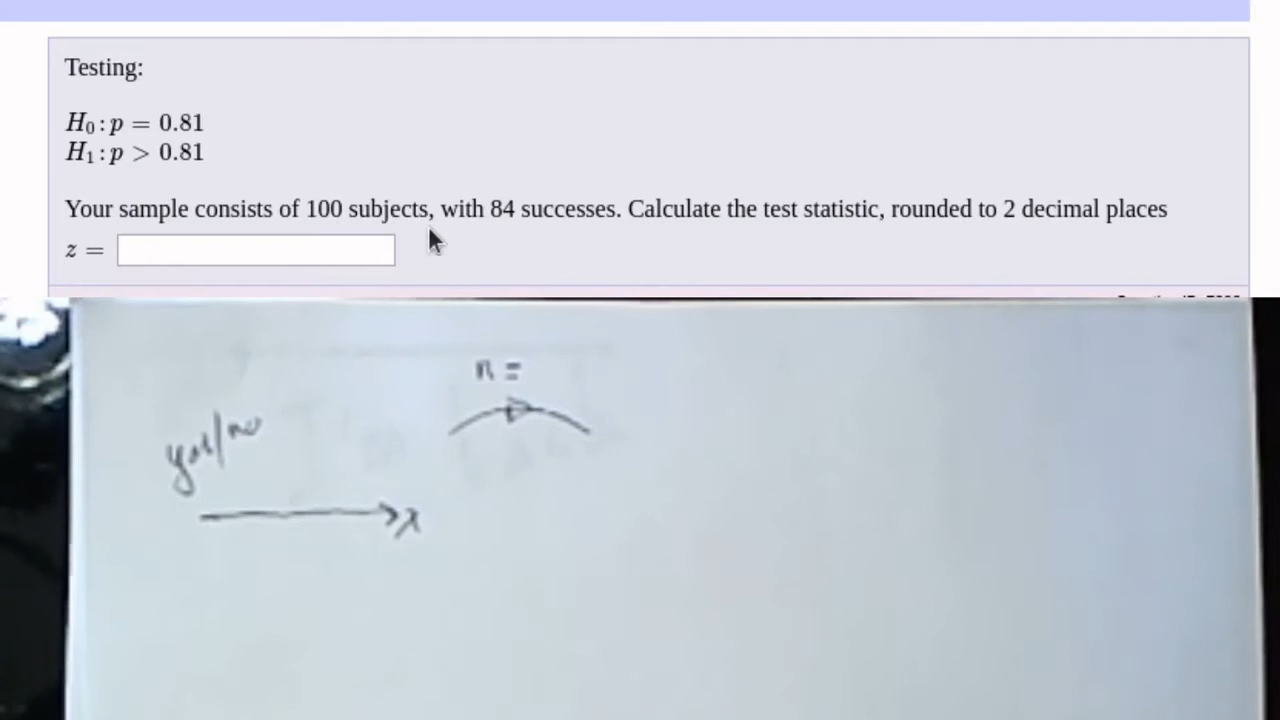 Testing:
H₀ : p = 0.81
H₁ : p > 0.81
Your sample consists of 100 subjects, with 84 successes. Calculate the test statistic, rounded to 2 decimal places
z =
n =
yes/no
x